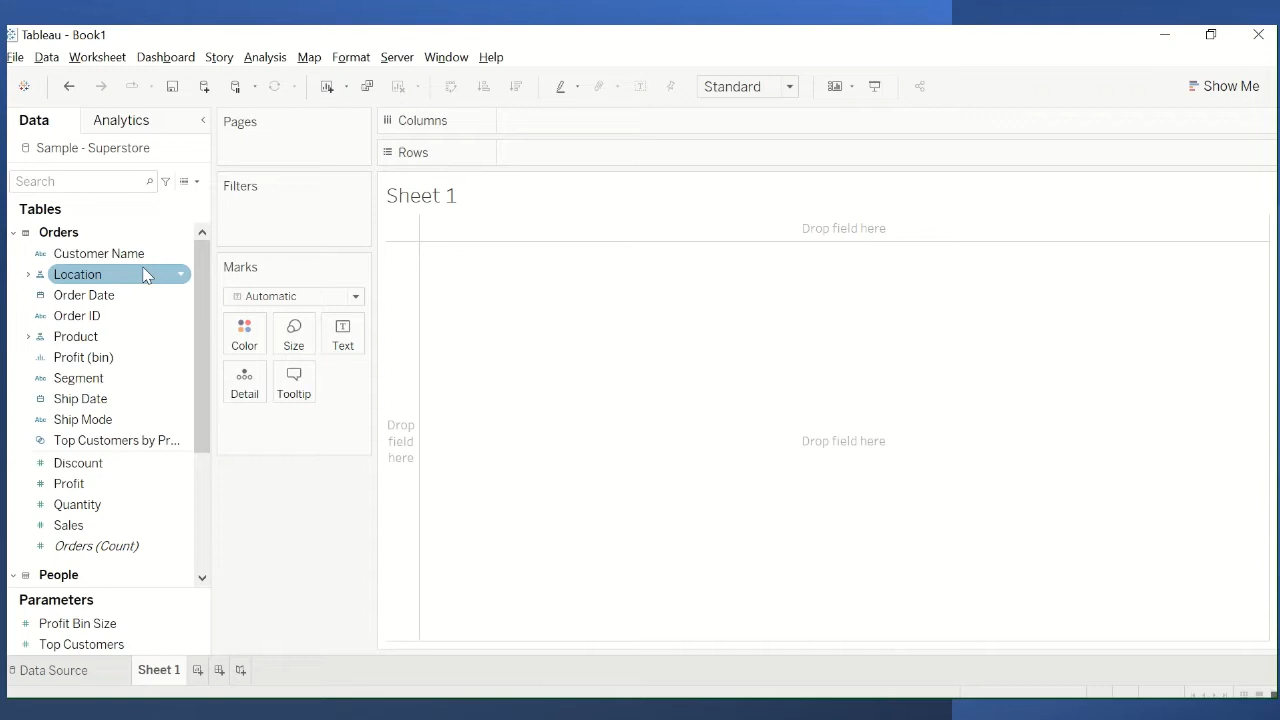 Tableau - Book1
File Data Worksheet Dashboard Story Analysis Map Format Server Window Help
Standard
Show Me
Data Analytics
Pages
Columns
Sample - Superstore
Rows
Search
Filters
Sheet 1
Tables
Orders
Drop field here
Customer Name
Location
Marks
Order Date
Automatic
Order ID
Product
Color Size Text
Profit (bin)
Segment
Ship Date
Detail Tooltip
Ship Mode
Top Customers by Pr...
Drop
field
here
Drop field here
Discount
Profit
Quantity
Sales
Orders (Count)
People
Parameters
Profit Bin Size
Top Customers
Data Source Sheet 1